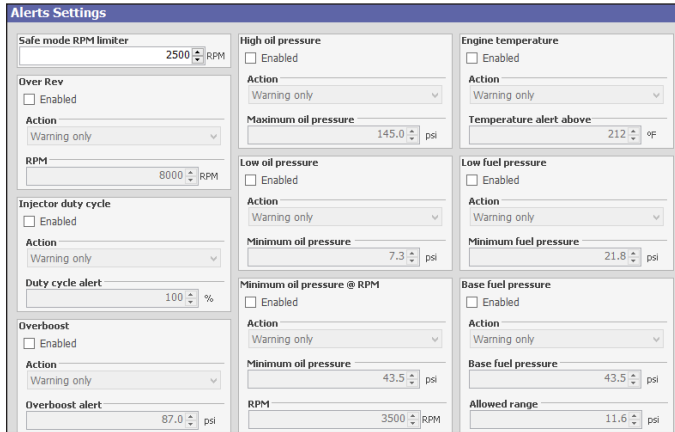 Alerts Settings
Safe mode RPM limiter
2500 RPM
Over Rev
Enabled
Action
Warning only
RPM
8000 RPM
Injector duty cycle
Enabled
Action
Warning only
Duty cycle alert
100 %
Overboost
Enabled
Action
Warning only
Overboost alert
87.0 psi
High oil pressure
Enabled
Action
Warning only
Maximum oil pressure
145.0 psi
Low oil pressure
Enabled
Action
Warning only
Minimum oil pressure
7.3 psi
Minimum oil pressure @ RPM
Enabled
Action
Warning only
Minimum oil pressure
43.5 psi
RPM
3500 RPM
Engine temperature
Enabled
Action
Warning only
Temperature alert above
212 °F
Low fuel pressure
Enabled
Action
Warning only
Minimum fuel pressure
21.8 psi
Base fuel pressure
Enabled
Action
Warning only
Base fuel pressure
43.5 psi
Allowed range
11.6 psi